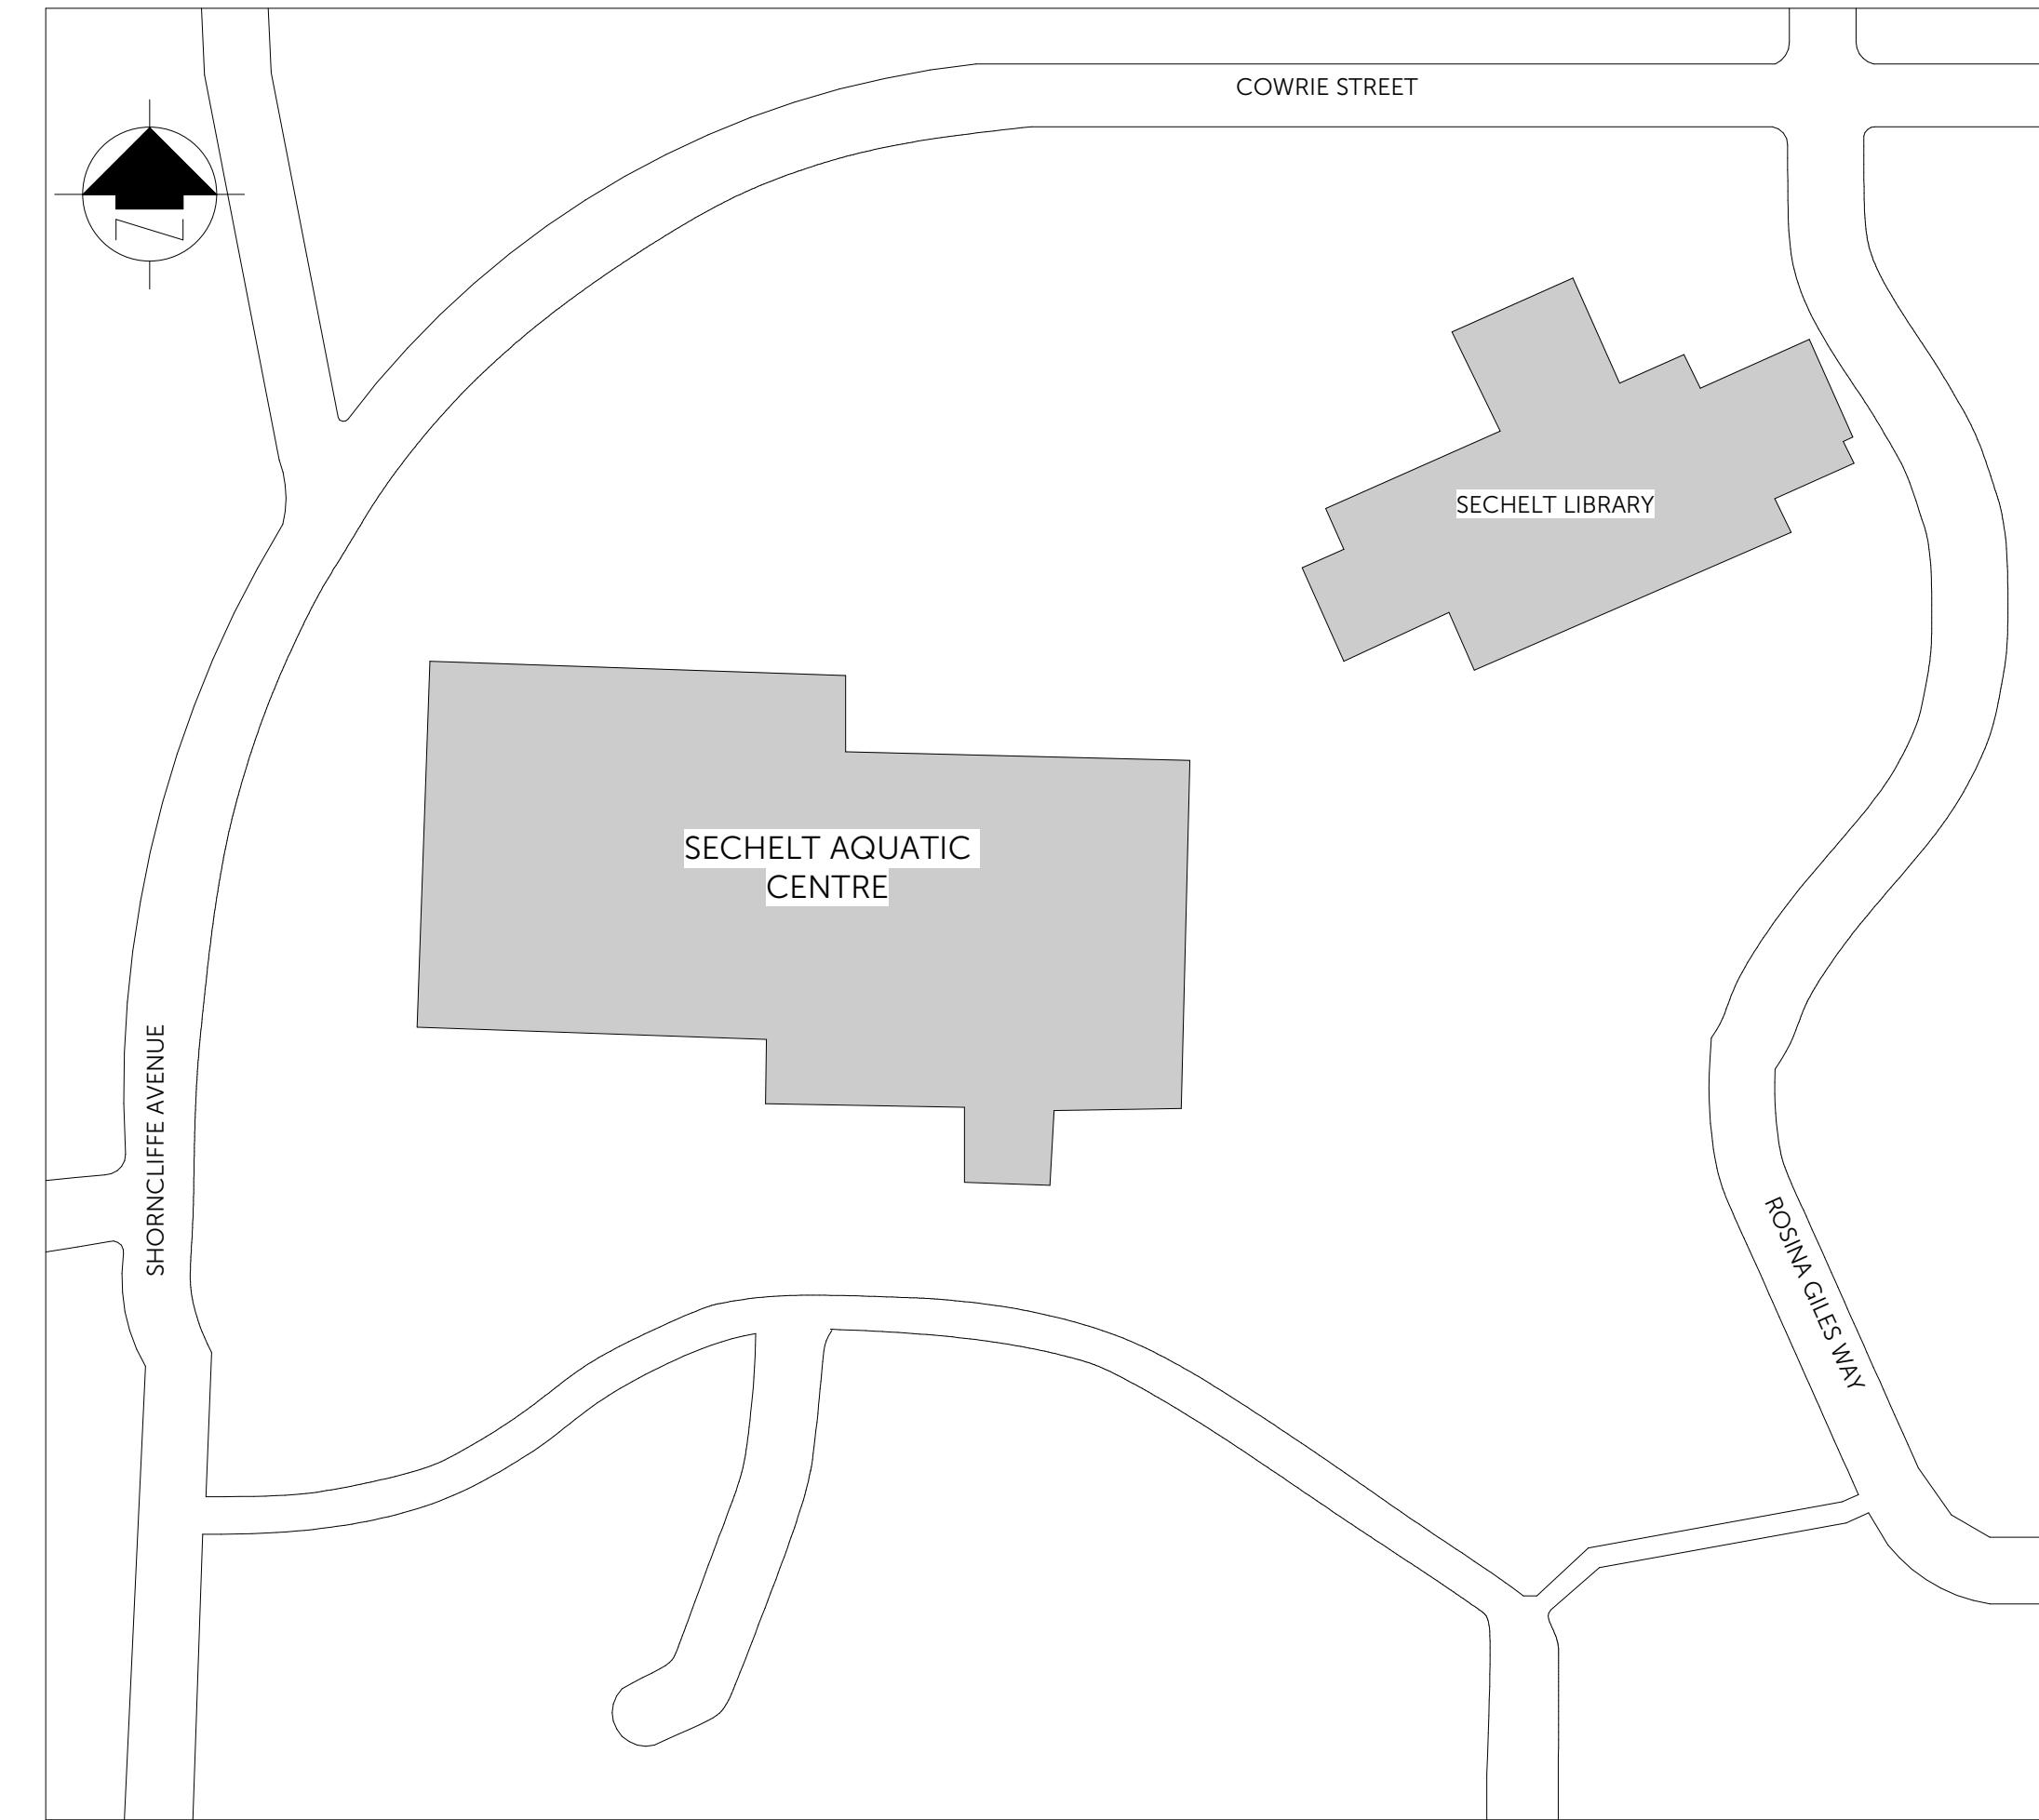 COWRIE STREET
N
SECHELT LIBRARY
SECHELT AQUATIC
CENTRE
SHORNCLIFFE AVENUE
ROSINA GILES WAY